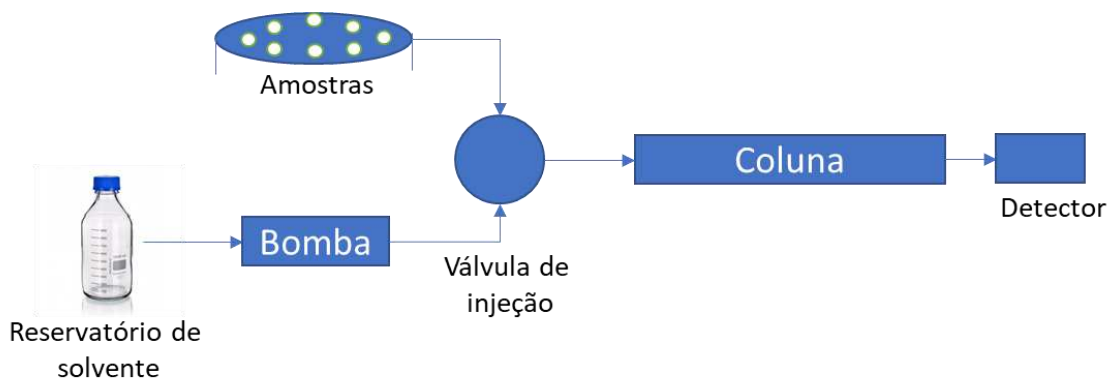 Amostras
Coluna
Detector
Bomba
Válvula de
injeção
Reservatório de
solvente